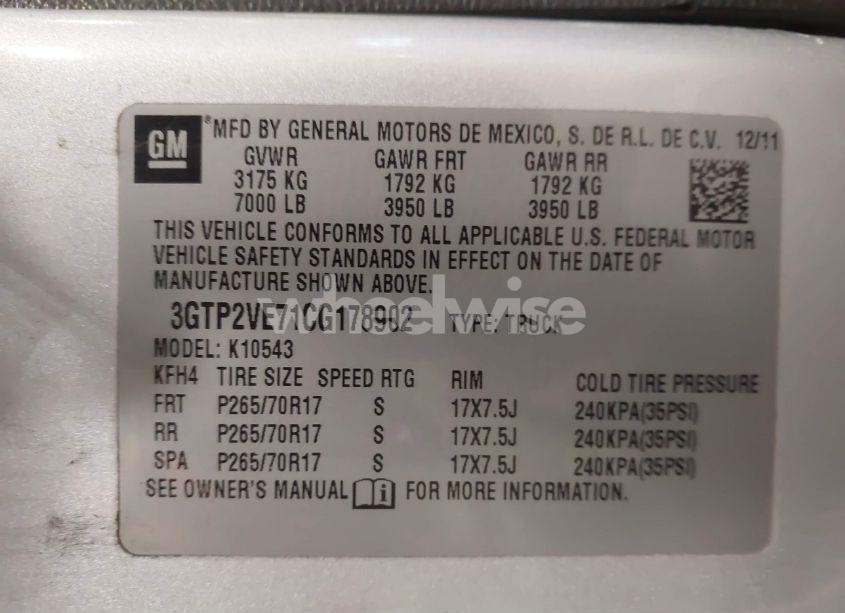 GM
*MFD BY GENERAL MOTORS DE MEXICO, S. DE R.L. DE C.V. 12/11
GVWR GAWR FRT GAWR RR
3175 KG 1792 KG 1792 KG
7000 LB 3950 LB 3950 LB
THIS VEHICLE CONFORMS TO ALL APPLICABLE U.S. FEDERAL MOTOR
VEHICLE SAFETY STANDARDS IN EFFECT ON THE DATE OF
MANUFACTURE SHOWN ABOVE.
wheelwise
3GTP2VE71CG178902 TYPE: TRUCK
MODEL: K10543
KFH4 TIRE SIZE SPEED RTG RIM COLD TIRE PRESSURE
FRT P265/70R17 S 17X7.5J 240KPA(35PSI)
RR P265/70R17 S 17X7.5J 240KPA(35PSI)
SPA P265/70R17 S 17X7.5J 240KPA(35PSI)
SEE OWNER'S MANUAL i FOR MORE INFORMATION.